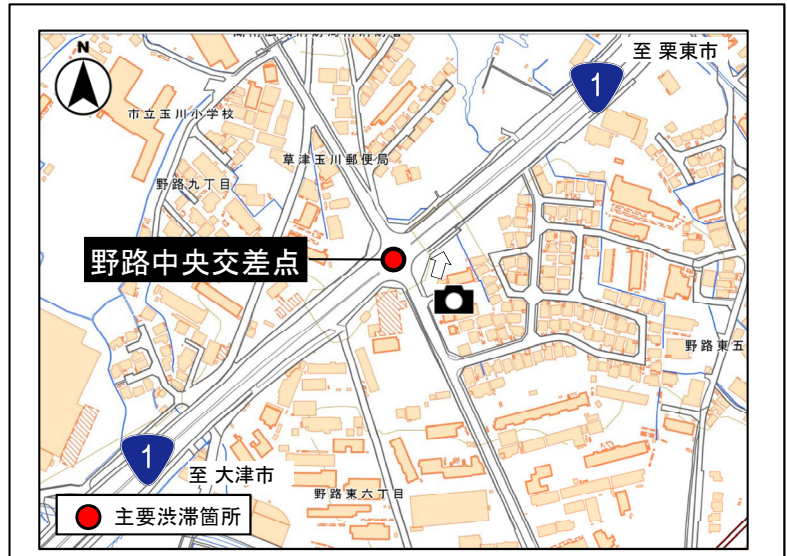 至 栗東市
N
1
市立玉川小学校
草津玉川郵便局
野路九丁目
野路中央交差点
野路東五
1
至 大津市
野路東六丁目
主要渋滞箇所